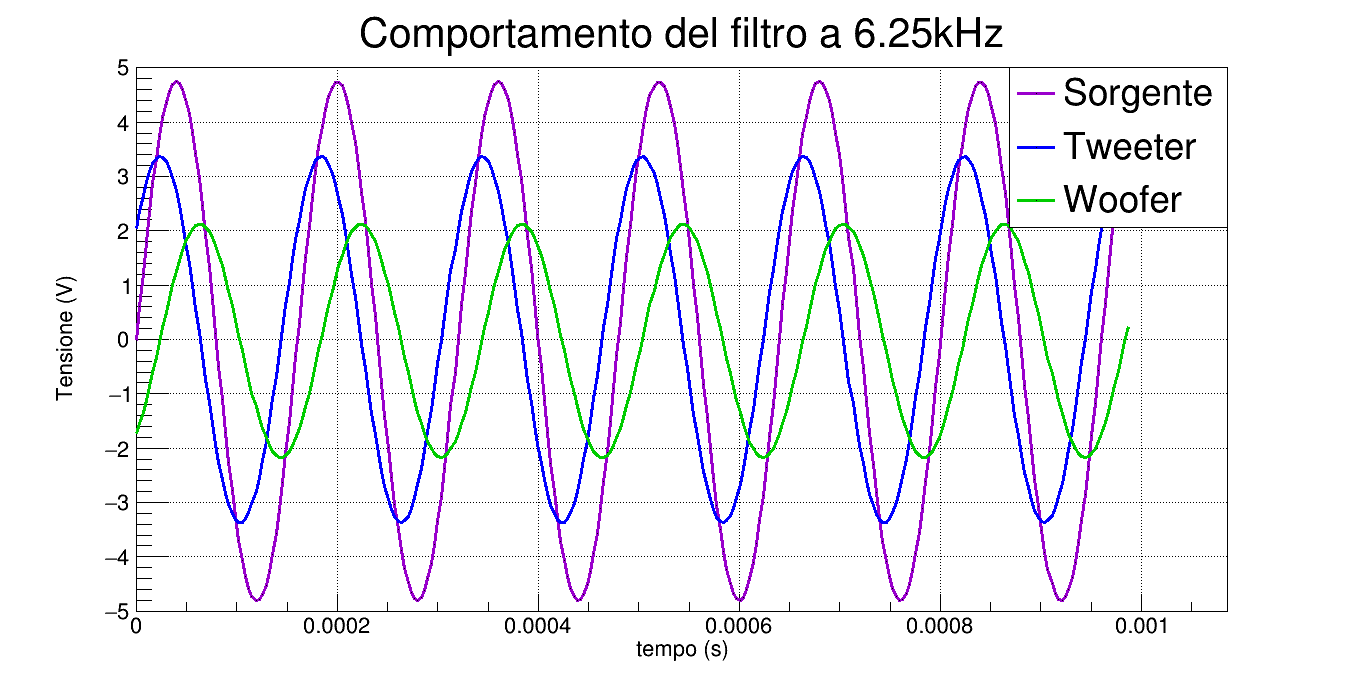 Comportamento del filtro a 6.25kHz
Sorgente
Tweeter
Woofer
Tensione (V)
5
4
3
2
1
0
−1
−2
−3
−4
−5
0 0.0002 0.0004 0.0006 0.0008 0.001
tempo (s)